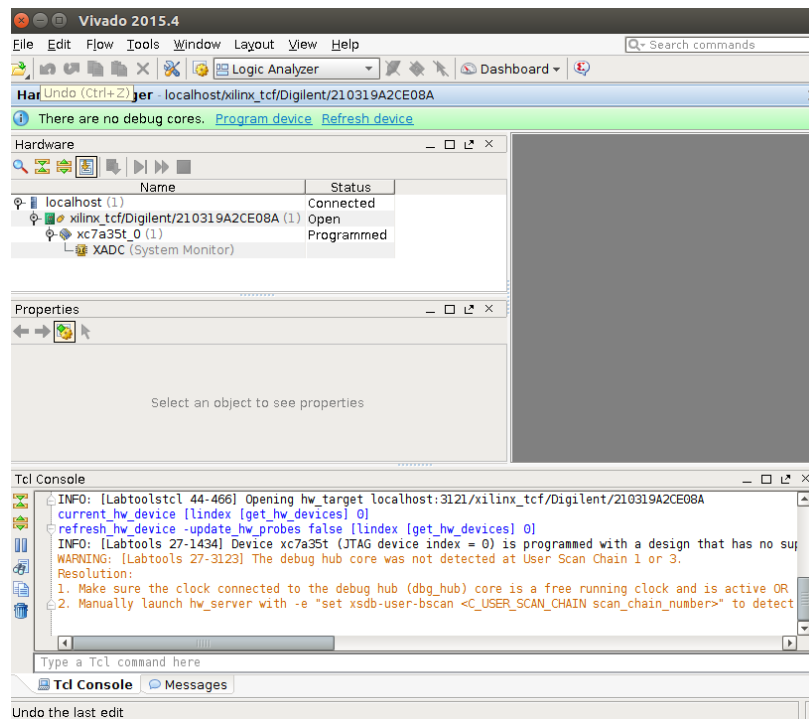 Vivado 2015.4
File Edit Flow Tools Window Layout View Help Search commands
Logic Analyzer Dashboard
Undo (Ctrl+Z) ger - localhost/xilinx_tcf/Digilent/210319A2CE08A
There are no debug cores. Program device Refresh device
Hardware
Name Status
localhost (1) Connected
xilinx_tcf/Digilent/210319A2CE08A (1) Open
xc7a35t_0 (1) Programmed
XADC (System Monitor)
Properties
Select an object to see properties
Tcl Console
INFO: [Labtoolstcl 44-466] Opening hw_target localhost:3121/xilinx_tcf/Digilent/210319A2CE08A
current_hw_device [lindex [get_hw_devices] 0]
refresh_hw_device -update_hw_probes false [lindex [get_hw_devices] 0]
INFO: [Labtools 27-1434] Device xc7a35t (JTAG device index = 0) is programmed with a design that has no sup
WARNING: [Labtools 27-3123] The debug hub core was not detected at User Scan Chain 1 or 3.
Resolution:
1. Make sure the clock connected to the debug hub (dbg_hub) core is a free running clock and is active OR
2. Manually launch hw_server with -e "set xsdb-user-bscan <C_USER_SCAN_CHAIN scan_chain_number>" to detect
Type a Tcl command here
Tcl Console Messages
Undo the last edit